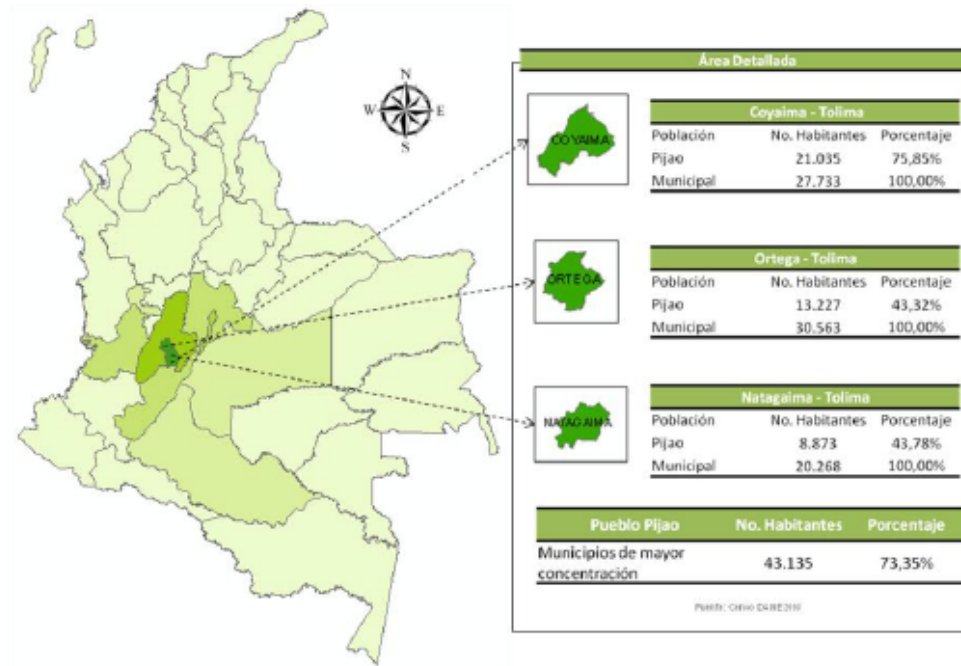 Área Detallada
N
W E
S
COYAIMA
Coyaima - Tolima
Población No. Habitantes Porcentaje
Pijao 21.035 75,85%
Municipal 27.733 100,00%
ORTEGA
Ortega - Tolima
Población No. Habitantes Porcentaje
Pijao 13.227 43,32%
Municipal 30.563 100,00%
NATAGAIMA
Natagaima - Tolima
Población No. Habitantes Porcentaje
Pijao 8.873 43,78%
Municipal 20.268 100,00%
Pueblo Pijao No. Habitantes Porcentaje
Municipios de mayor
concentración 43.135 73,35%
Fuente: Censo DANE